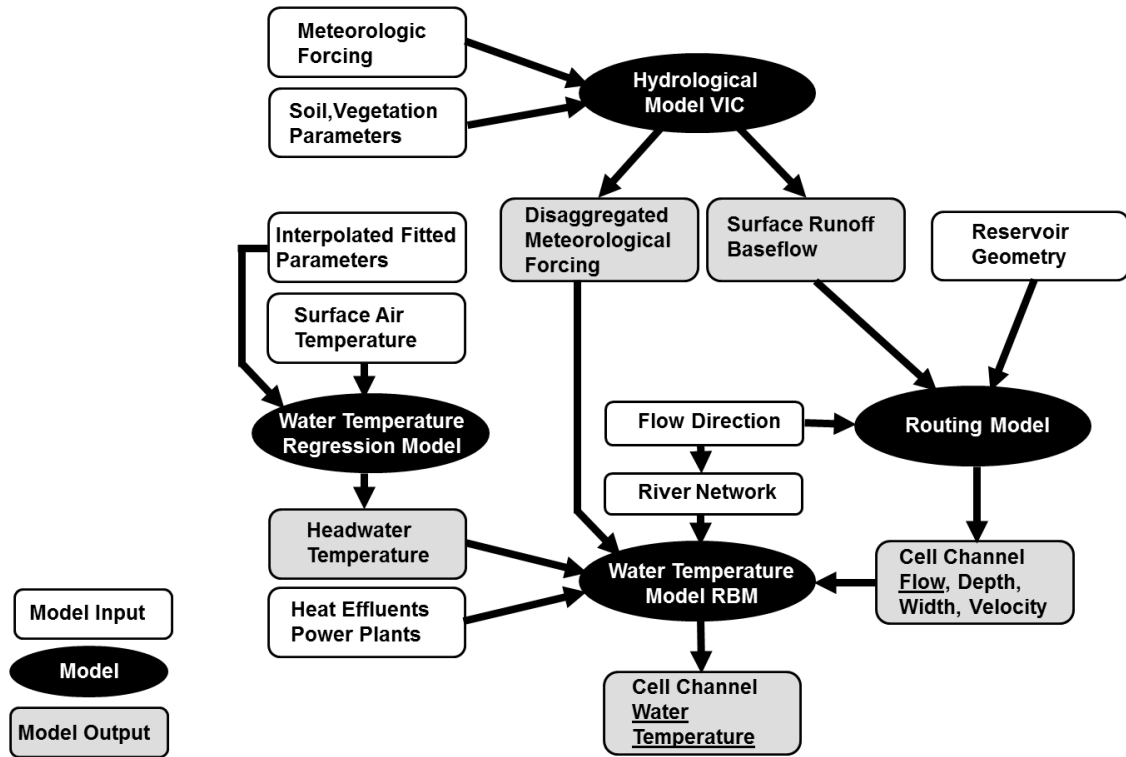 Meteorologic
Forcing
Soil,Vegetation
Parameters
Hydrological
Model VIC
Interpolated Fitted
Parameters
Disaggregated
Meteorological
Forcing
Surface Runoff
Baseflow
Reservoir
Geometry
Surface Air
Temperature
Water Temperature
Regression Model
Flow Direction
Routing Model
River Network
Headwater
Temperature
Water Temperature
Model RBM
Cell Channel
Flow, Depth,
Width, Velocity
Heat Effluents
Power Plants
Cell Channel
Water
Temperature
Model Input
Model
Model Output